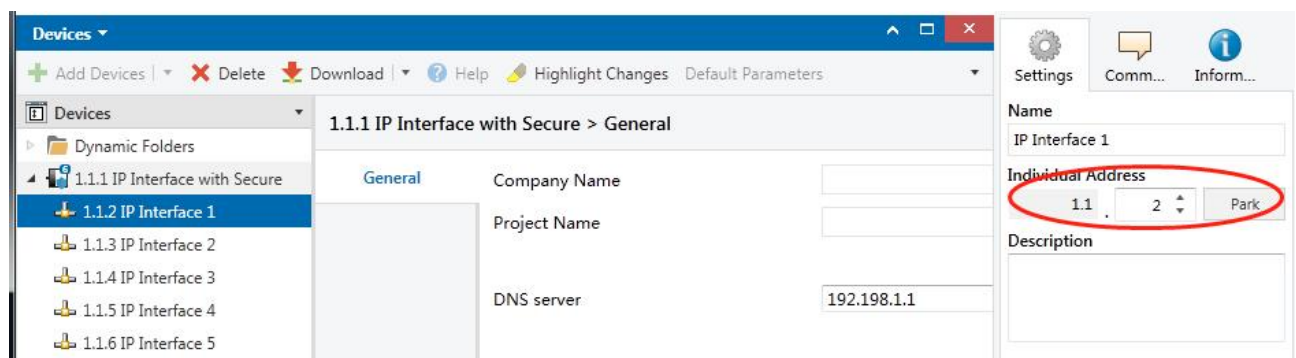 Devices
Add Devices Delete Download Help Highlight Changes Default Parameters
Devices
Dynamic Folders
1.1.1 IP Interface with Secure
1.1.2 IP Interface 1
1.1.3 IP Interface 2
1.1.4 IP Interface 3
1.1.5 IP Interface 4
1.1.6 IP Interface 5
1.1.1 IP Interface with Secure > General
General
Company Name
Project Name
DNS server 192.198.1.1
Settings Comm... Inform...
Name
IP Interface 1
Individual Address
1.1 . 2 Park
Description